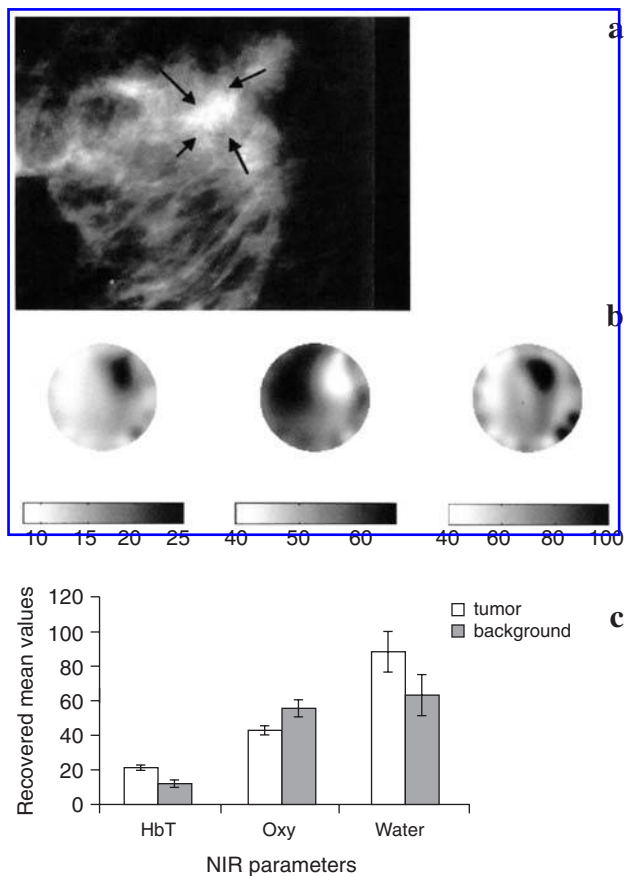 a
b
10 15 20 25 40 50 60 40 60 80 100
c
120
100
80
60
40
20
0
Recovered mean values
tumor
background
HbT Oxy Water
NIR parameters